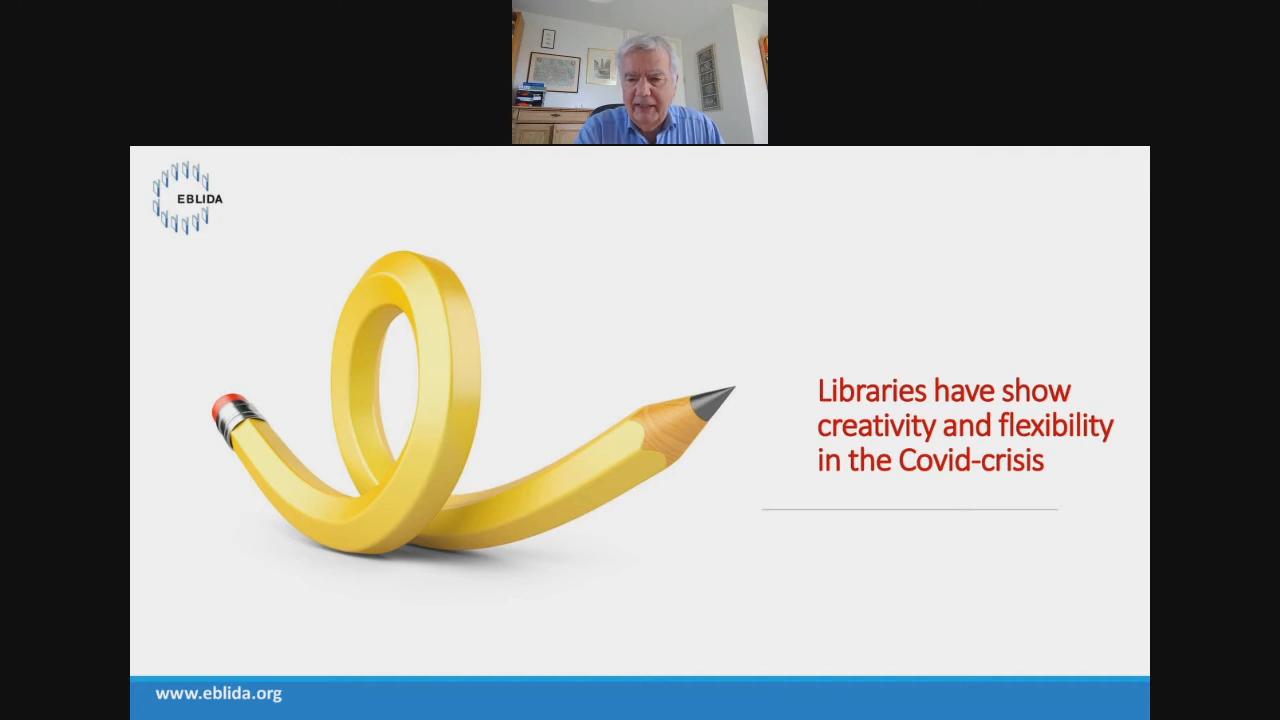 EBLIDA
Libraries have show
creativity and flexibility
in the Covid-crisis
www.eblida.org